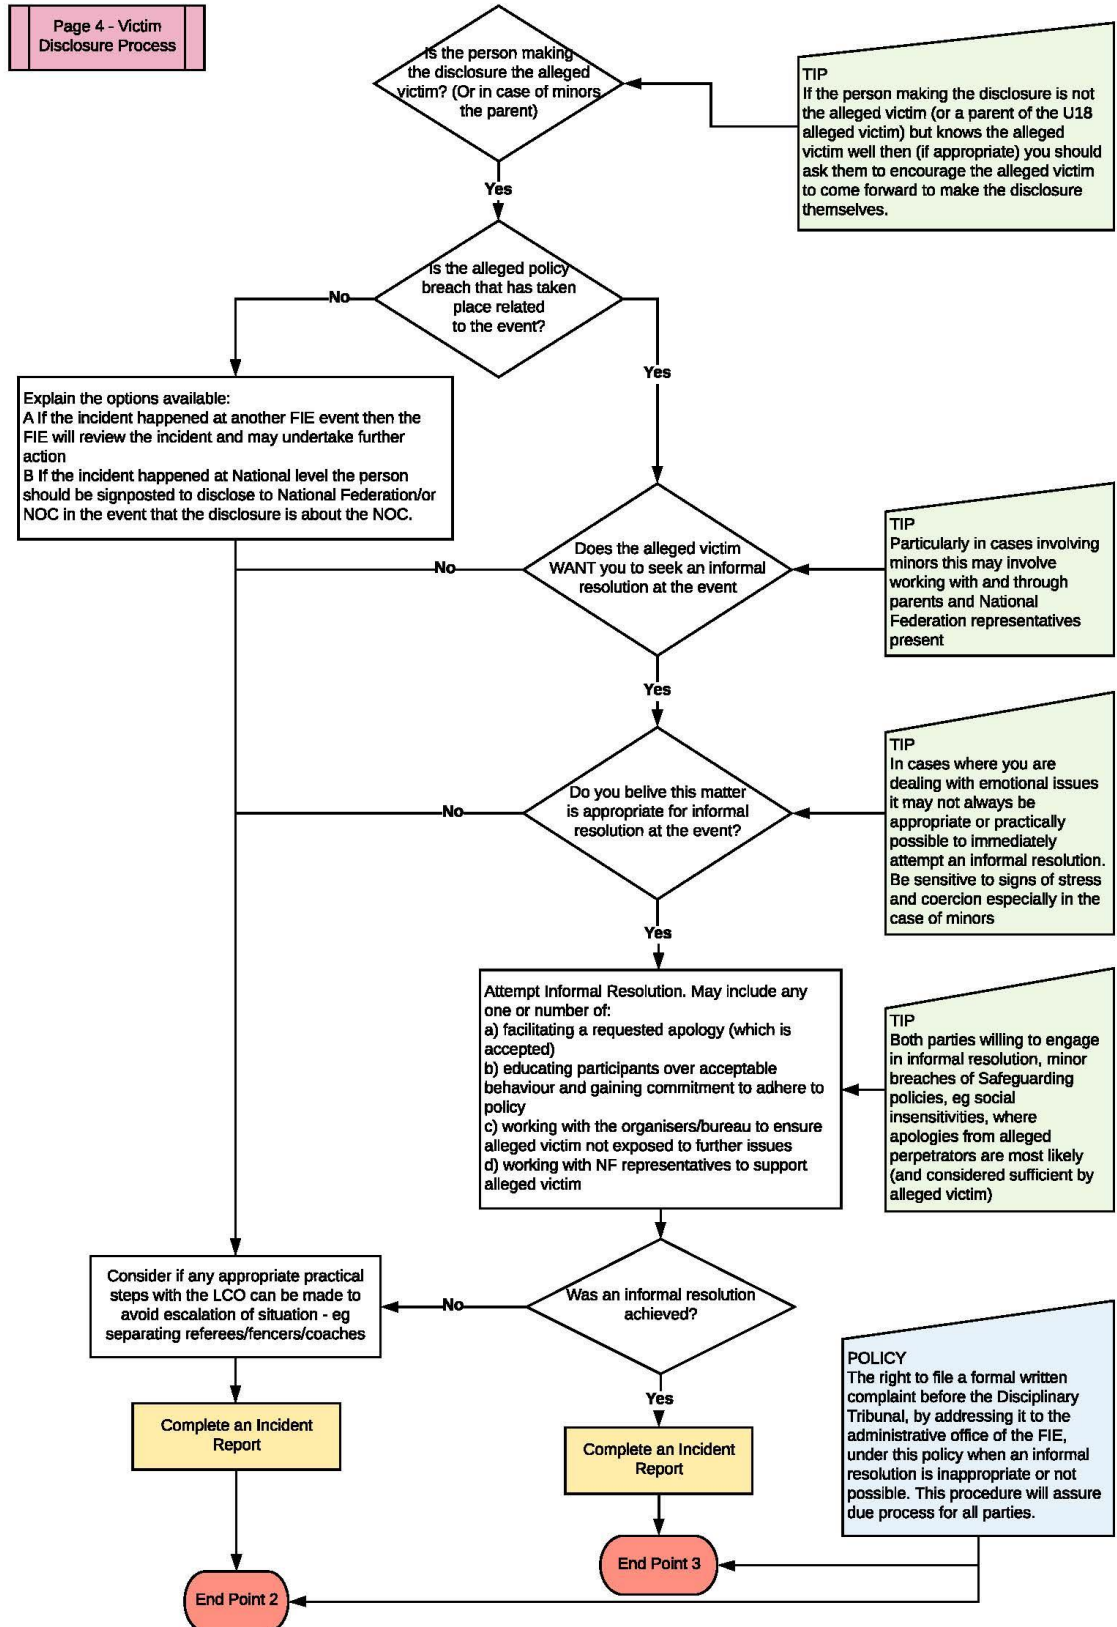 Page 4 - Victim
Disclosure Process
Is the person making
the disclosure the alleged
victim? (Or in case of minors
the parent)
TIP
If the person making the disclosure is not
the alleged victim (or a parent of the U18
alleged victim) but knows the alleged
victim well then (if appropriate) you should
ask them to encourage the alleged victim
to come forward to make the disclosure
themselves.
Yes
Is the alleged policy
breach that has taken
place related
to the event?
No
Yes
Explain the options available:
A If the incident happened at another FIE event then the
FIE will review the incident and may undertake further
action
B If the incident happened at National level the person
should be signposted to disclose to National Federation/or
NOC in the event that the disclosure is about the NOC.
Does the alleged victim
WANT you to seek an informal
resolution at the event
No
TIP
Particularly in cases involving
minors this may involve
working with and through
parents and National
Federation representatives
present
Yes
Do you belive this matter
is appropriate for informal
resolution at the event?
No
TIP
In cases where you are
dealing with emotional issues
it may not always be
appropriate or practically
possible to immediately
attempt an informal resolution.
Be sensitive to signs of stress
and coercion especially in the
case of minors
Yes
Attempt Informal Resolution. May include any
one or number of:
a) facilitating a requested apology (which is
accepted)
b) educating participants over acceptable
behaviour and gaining commitment to adhere to
policy
c) working with the organisers/bureau to ensure
alleged victim not exposed to further issues
d) working with NF representatives to support
alleged victim
TIP
Both parties willing to engage
in informal resolution, minor
breaches of Safeguarding
policies, eg social
insensitivities, where
apologies from alleged
perpetrators are most likely
(and considered sufficient by
alleged victim)
Consider if any appropriate practical
steps with the LCO can be made to
avoid escalation of situation - eg
separating referees/fencers/coaches
No
Was an informal resolution
achieved?
Yes
Complete an Incident
Report
Complete an Incident
Report
POLICY
The right to file a formal written
complaint before the Disciplinary
Tribunal, by addressing it to the
administrative office of the FIE,
under this policy when an informal
resolution is inappropriate or not
possible. This procedure will assure
due process for all parties.
End Point 3
End Point 2